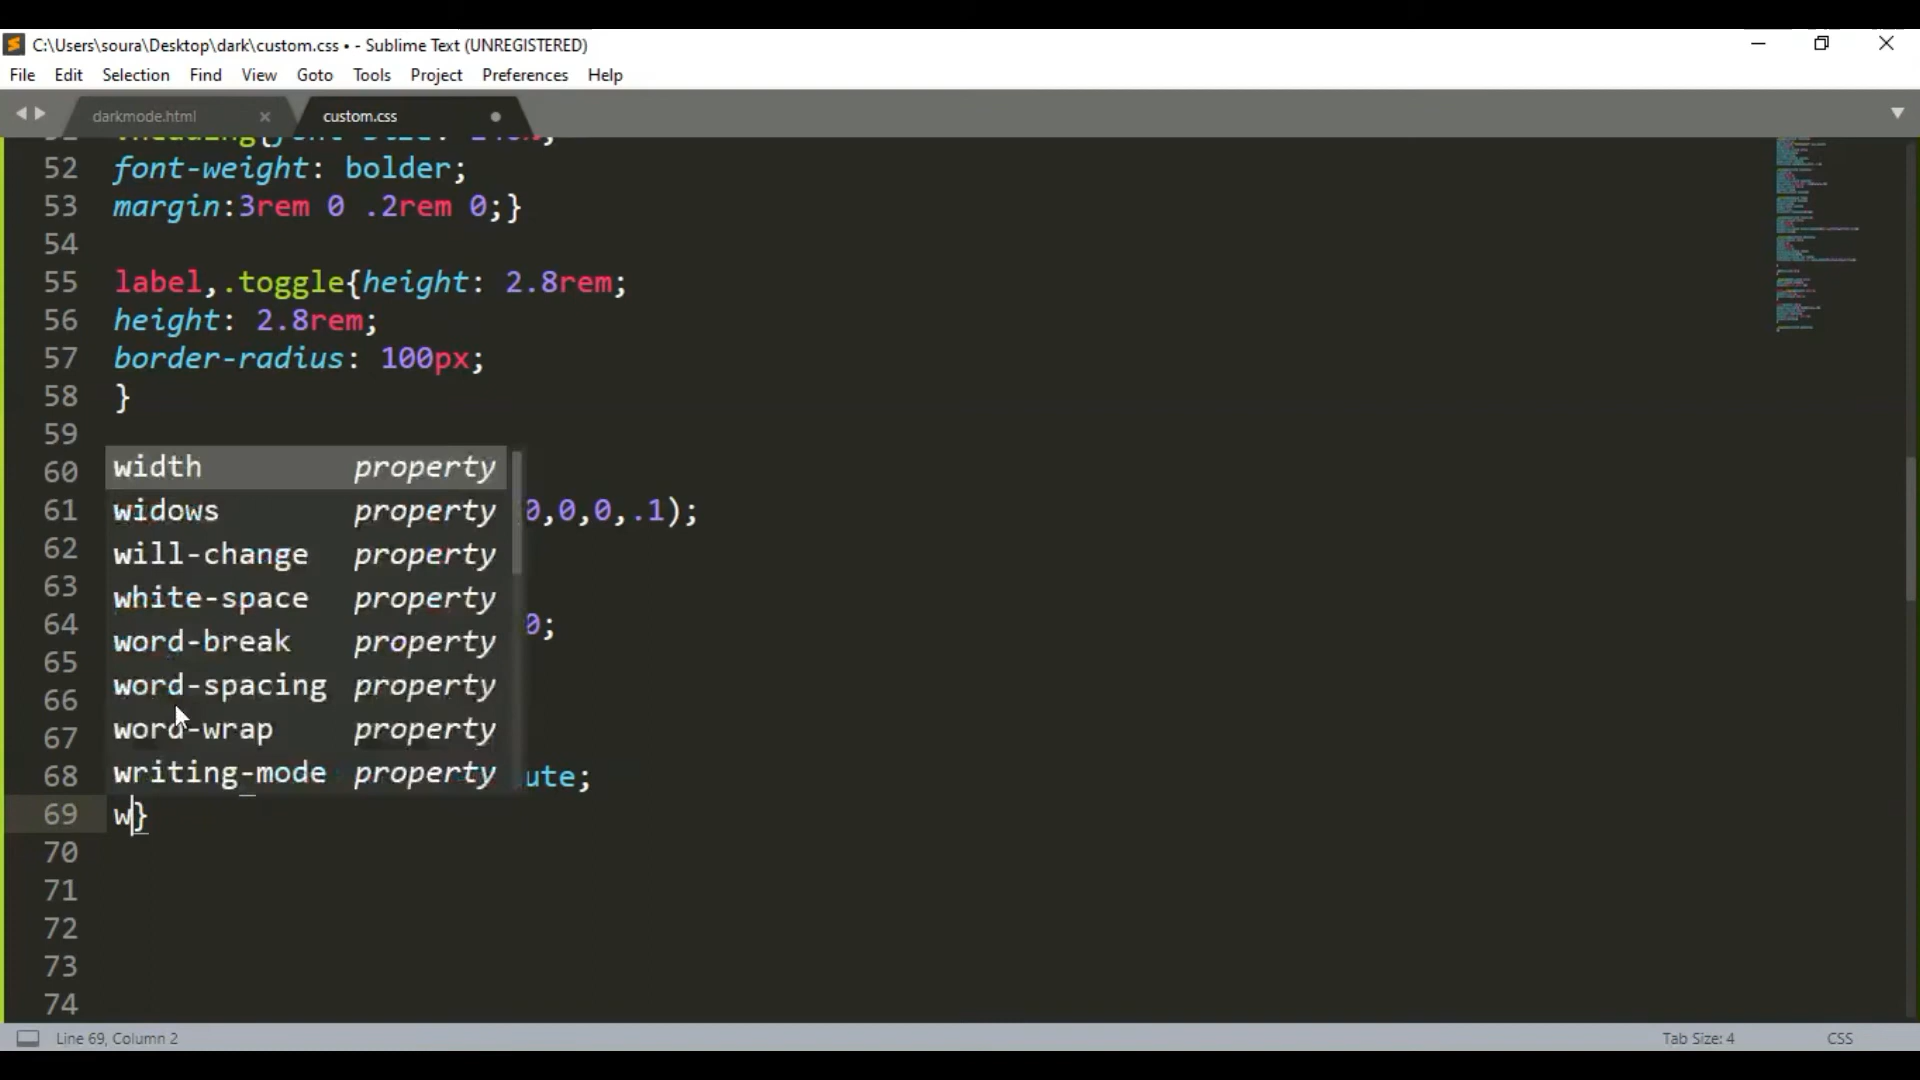 C:\Users\soura\Desktop\dark\custom.css • - Sublime Text (UNREGISTERED)
File Edit Selection Find View Goto Tools Project Preferences Help
darkmode.html × custom.css
52 font-weight: bolder;
53 margin:3rem 0 .2rem 0;}
54
55 label,.toggle{height: 2.8rem;
56 height: 2.8rem;
57 border-radius: 100px;
58 }
59
60 width property
61 widows property 0,0,0,.1);
62 will-change property
63 white-space property
64 word-break property 0;
65
66 word-spacing property
67 word-wrap property
68 writing-mode property ute;
69 w}
70
71
72
73
74
Line 69, Column 2 Tab Size: 4 CSS